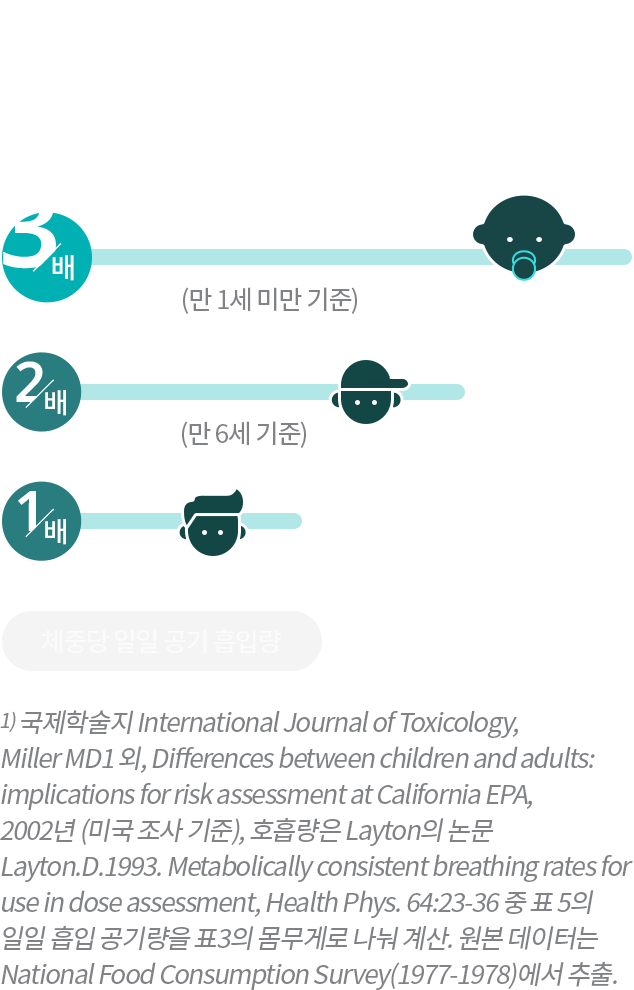 3/배
(만 1세 미만 기준)
2/배
(만 6세 기준)
1/배
체중당 일일 공기 흡입량
1) 국제학술지 International Journal of Toxicology,
Miller MD1 외, Differences between children and adults:
implications for risk assessment at California EPA,
2002년 (미국 조사 기준), 호흡량은 Layton의 논문
Layton.D.1993. Metabolically consistent breathing rates for
use in dose assessment, Health Phys. 64:23-36 중 표 5의
일일 흡입 공기량을 표3의 몸무게로 나눠 계산. 원본 데이터는
National Food Consumption Survey(1977-1978)에서 추출.